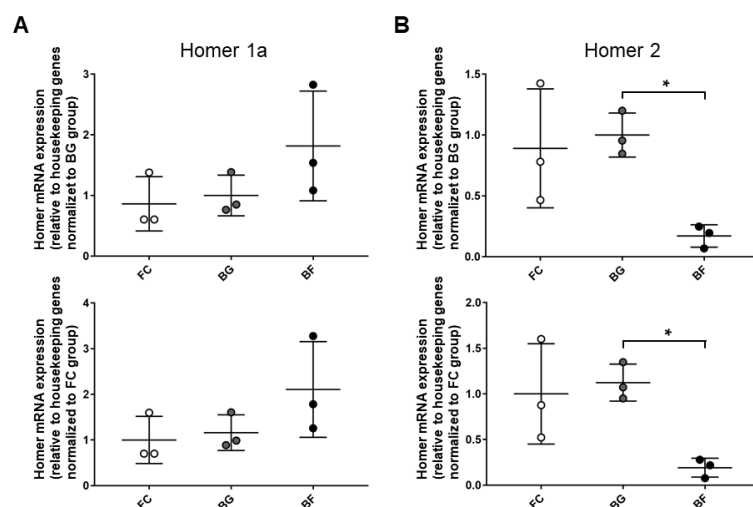 A
Homer 1a
Homer mRNA expression
(relative to housekeeping genes
normalizet to BG group)
3
2
1
0
FC
BG
BF
Homer mRNA expression
(relative to housekeeping genes
normalized to FC group)
4
3
2
1
0
FC
BG
BF
B
Homer 2
Homer mRNA expression
(relative to housekeeping genes
normalizet to BG group)
1.5
1.0
0.5
0.0
*
FC
BG
BF
Homer mRNA expression
(relative to housekeeping genes
normalized to FC group)
2.0
1.5
1.0
0.5
0.0
*
FC
BG
BF